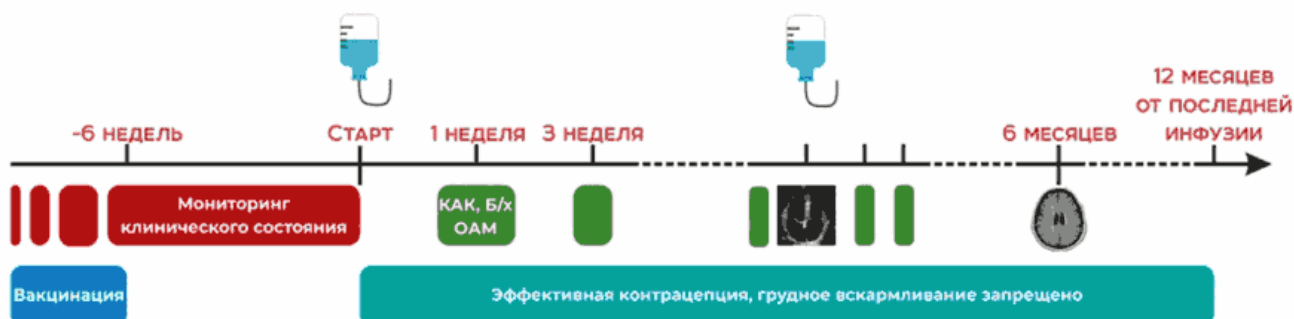 12 МЕСЯЦЕВ
ОТ ПОСЛЕДНЕЙ
ИНФУЗИИ
-6 НЕДЕЛЬ
СТАРТ
1 НЕДЕЛЯ
3 НЕДЕЛЯ
6 МЕСЯЦЕВ
Мониторинг
клинического состояния
КАК, Б/х
ОАМ
Вакцинация
Эффективная контрацепция, грудное вскармливание запрещено